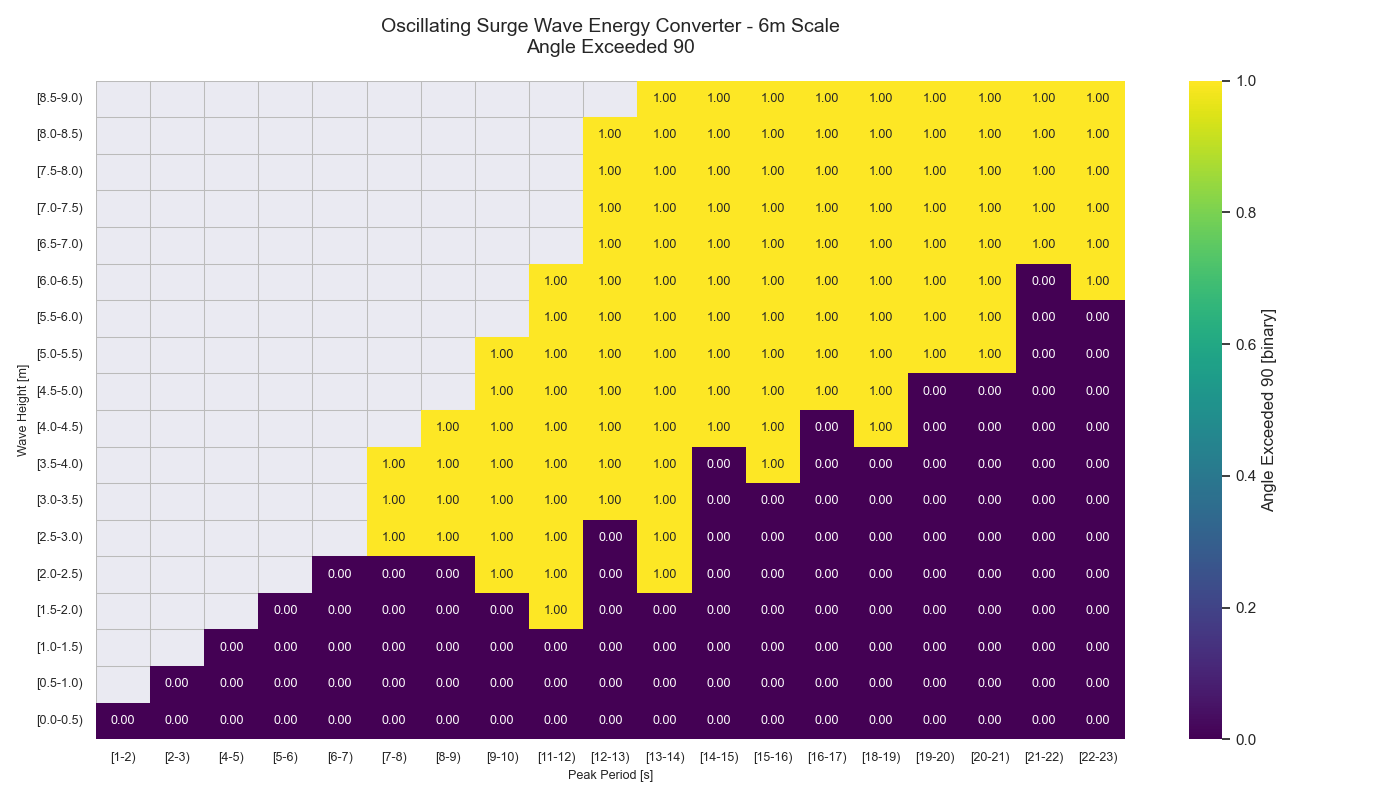 Oscillating Surge Wave Energy Converter - 6m Scale
Angle Exceeded 90
[8.5-9.0) 1.00 1.00 1.00 1.00 1.00 1.00 1.00 1.00 1.00
[8.0-8.5) 1.00 1.00 1.00 1.00 1.00 1.00 1.00 1.00 1.00 1.00
[7.5-8.0) 1.00 1.00 1.00 1.00 1.00 1.00 1.00 1.00 1.00 1.00
[7.0-7.5) 1.00 1.00 1.00 1.00 1.00 1.00 1.00 1.00 1.00 1.00
[6.5-7.0) 1.00 1.00 1.00 1.00 1.00 1.00 1.00 1.00 1.00 1.00
[6.0-6.5) 1.00 1.00 1.00 1.00 1.00 1.00 1.00 1.00 1.00 0.00 1.00
[5.5-6.0) 1.00 1.00 1.00 1.00 1.00 1.00 1.00 1.00 1.00 0.00 0.00
[5.0-5.5) 1.00 1.00 1.00 1.00 1.00 1.00 1.00 1.00 1.00 1.00 0.00 0.00
[4.5-5.0) 1.00 1.00 1.00 1.00 1.00 1.00 1.00 1.00 0.00 0.00 0.00 0.00
[4.0-4.5) 1.00 1.00 1.00 1.00 1.00 1.00 1.00 0.00 1.00 0.00 0.00 0.00 0.00
[3.5-4.0) 1.00 1.00 1.00 1.00 1.00 1.00 0.00 1.00 0.00 0.00 0.00 0.00 0.00 0.00
[3.0-3.5) 1.00 1.00 1.00 1.00 1.00 1.00 0.00 0.00 0.00 0.00 0.00 0.00 0.00 0.00
[2.5-3.0) 1.00 1.00 1.00 1.00 0.00 1.00 0.00 0.00 0.00 0.00 0.00 0.00 0.00 0.00
[2.0-2.5) 0.00 0.00 0.00 1.00 1.00 0.00 1.00 0.00 0.00 0.00 0.00 0.00 0.00 0.00 0.00
[1.5-2.0) 0.00 0.00 0.00 0.00 0.00 1.00 0.00 0.00 0.00 0.00 0.00 0.00 0.00 0.00 0.00 0.00
[1.0-1.5) 0.00 0.00 0.00 0.00 0.00 0.00 0.00 0.00 0.00 0.00 0.00 0.00 0.00 0.00 0.00 0.00 0.00
[0.5-1.0) 0.00 0.00 0.00 0.00 0.00 0.00 0.00 0.00 0.00 0.00 0.00 0.00 0.00 0.00 0.00 0.00 0.00 0.00
[0.0-0.5) 0.00 0.00 0.00 0.00 0.00 0.00 0.00 0.00 0.00 0.00 0.00 0.00 0.00 0.00 0.00 0.00 0.00 0.00 0.00
[1-2) [2-3) [4-5) [5-6) [6-7) [7-8) [8-9) [9-10) [11-12) [12-13) [13-14) [14-15) [15-16) [16-17) [18-19) [19-20) [20-21) [21-22) [22-23)
Peak Period [s]
Wave Height [m]
1.0
0.8
0.6
0.4
0.2
0.0
Angle Exceeded 90 [binary]